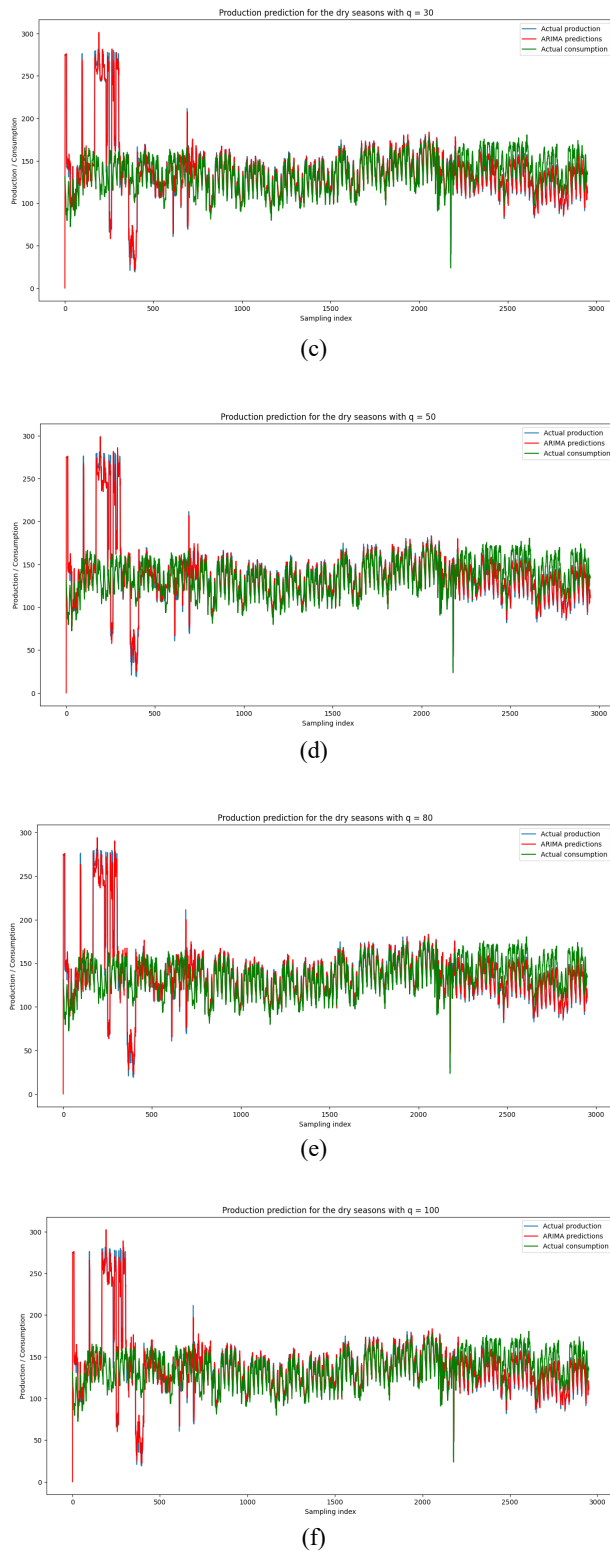 Production prediction for the dry seasons with q = 30
Actual production
ARIMA predictions
Actual consumption
300
250
200
150
100
50
0
Production / Consumption
0 500 1000 1500 2000 2500 3000
Sampling index
(c)
Production prediction for the dry seasons with q = 50
Actual production
ARIMA predictions
Actual consumption
300
250
200
150
100
50
0
Production / Consumption
0 500 1000 1500 2000 2500 3000
Sampling index
(d)
Production prediction for the dry seasons with q = 80
Actual production
ARIMA predictions
Actual consumption
300
250
200
150
100
50
0
Production / Consumption
0 500 1000 1500 2000 2500 3000
Sampling index
(e)
Production prediction for the dry seasons with q = 100
Actual production
ARIMA predictions
Actual consumption
300
250
200
150
100
50
0
Production / Consumption
0 500 1000 1500 2000 2500 3000
Sampling index
(f)